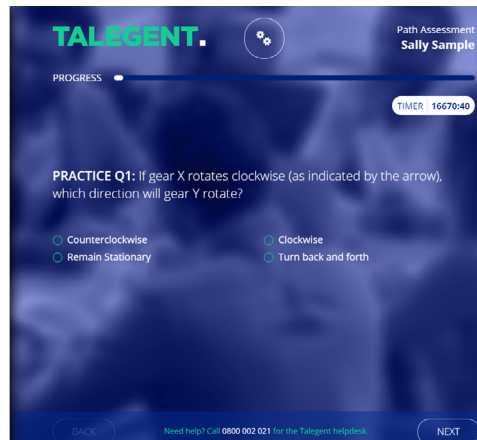 TALEGENT.
Path Assessment
Sally Sample
PROGRESS
TIMER 16670:40
PRACTICE Q1: If gear X rotates clockwise (as indicated by the arrow),
which direction will gear Y rotate?
Counterclockwise
Clockwise
Remain Stationary
Turn back and forth
BACK
Need help? Call 0800 002 021 for the Talegent helpdesk.
NEXT